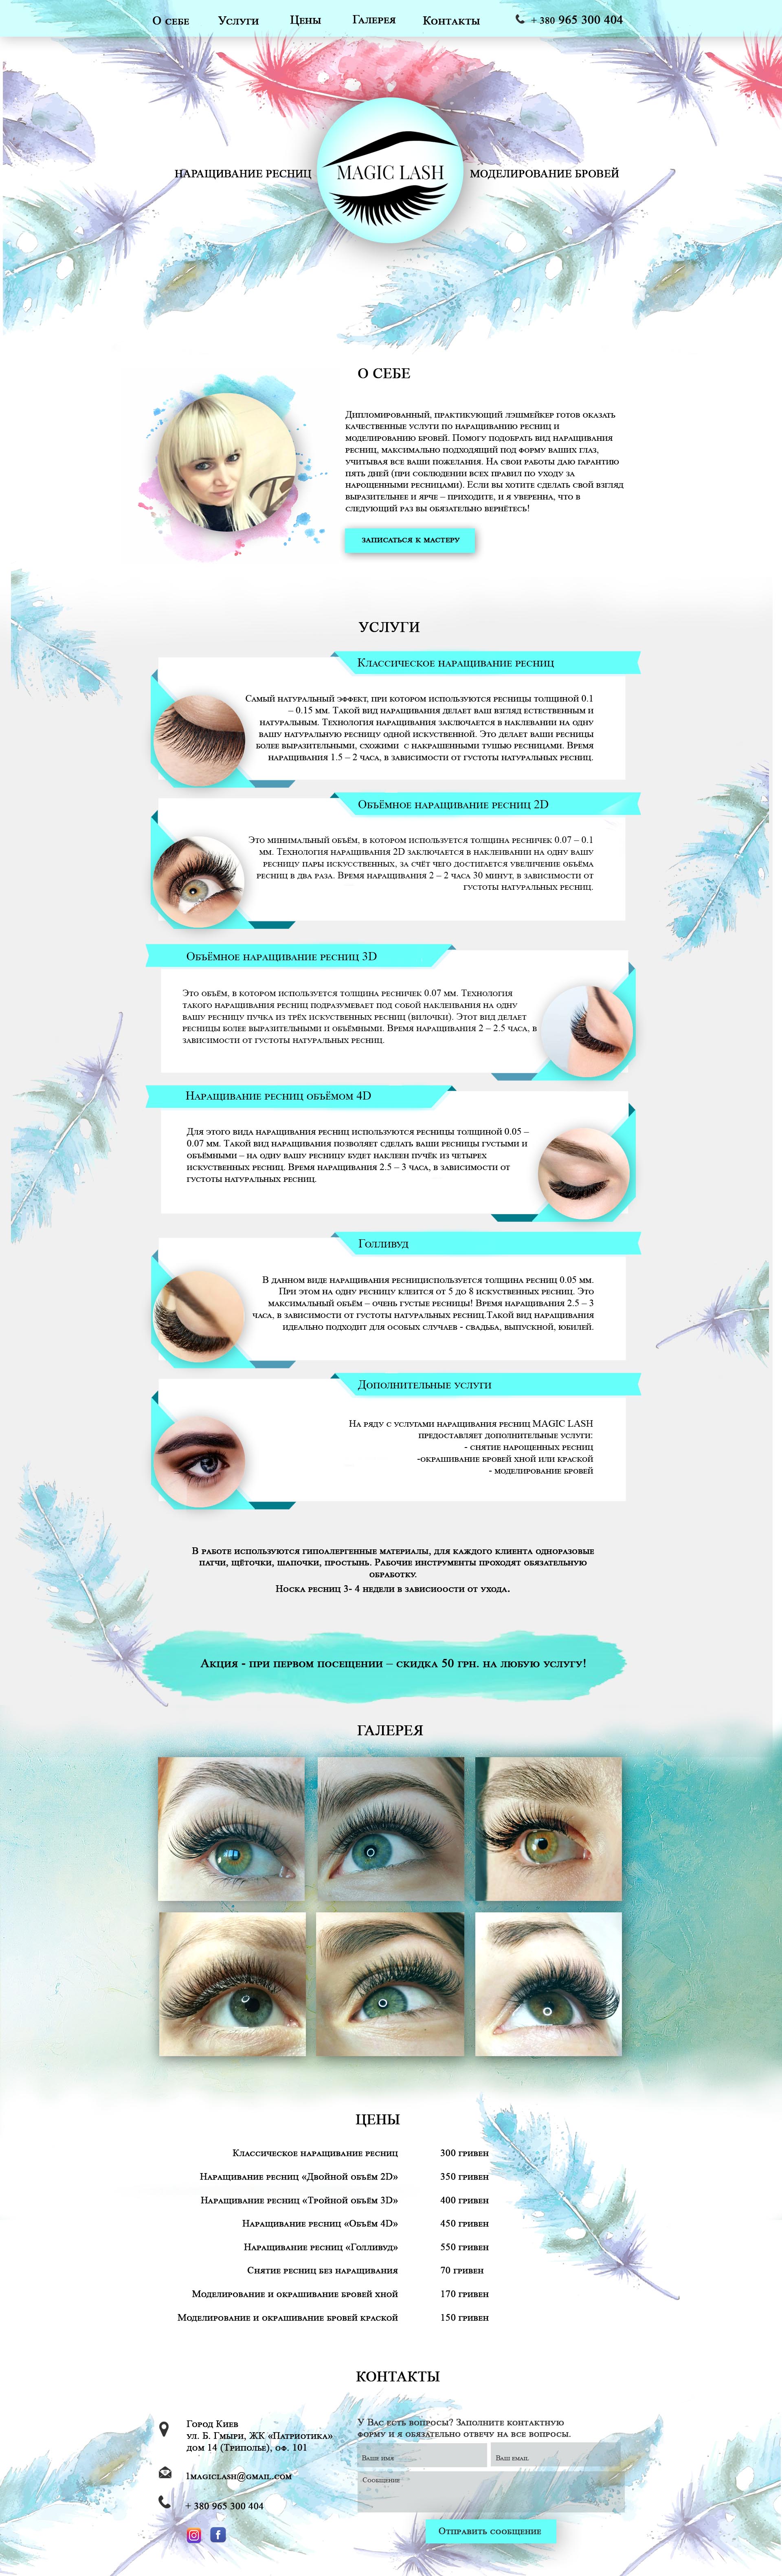 О себе Услуги Цены Галерея Контакты + 380 965 300 404
НАРАЩИВАНИЕ РЕСНИЦ MAGIC LASH МОДЕЛИРОВАНИЕ БРОВЕЙ
О СЕБЕ
Дипломированный, практикующий лэшмейкер готов оказать
качественные услуги по наращиванию ресниц и
моделированию бровей. Помогу подобрать вид наращивания
ресниц, максимально подходящий под форму ваших глаз,
учитывая все ваши пожелания. На свои работы даю гарантию
пять дней (при соблюдении всех правил по уходу за
нарощенными ресницами). Если вы хотите сделать свой взгляд
выразительнее и ярче – приходите, и я уверенна, что в
следующий раз вы обязательно вернётесь!
записаться к мастеру
УСЛУГИ
Классическое наращивание ресниц
Самый натуральный эффект, при котором используются ресницы толщиной 0.1
– 0.15 мм. Такой вид наращивания делает ваш взгляд естественным и
натуральным. Технология наращивания заключается в наклеивании на одну
вашу натуральную ресницу одной искуственной. Это делает ваши ресницы
более выразительными, схожими с накрашенными тушью ресницами. Время
наращивания 1.5 – 2 часа, в зависимости от густоты натуральных ресниц.
Объёмное наращивание ресниц 2D
Это минимальный объём, в котором используется толщина ресничек 0.07 – 0.1
мм. Технология наращивания 2D заключается в наклеивании на одну вашу
ресницу пары искусственных, за счёт чего достигается увеличение объёма
ресниц в два раза. Время наращивания 2 – 2 часа 30 минут, в зависимости от
густоты натуральных ресниц.
Объёмное наращивание ресниц 3D
Это объём, в котором используется толщина ресничек 0.07 мм. Технология
такого наращивания ресниц подразумевает под собой наклеивания на одну
вашу ресницу пучка из трёх искуственных ресниц (вилочки). Этот вид делает
ресницы более выразительными и объёмными. Время наращивания 2 – 2.5 часа, в
зависимости от густоты натуральных ресниц.
Наращивание ресниц объёмом 4D
Для этого вида наращивания ресниц используются ресницы толщиной 0.05 –
0.07 мм. Такой вид наращивания позволяет сделать ваши ресницы густыми и
объёмными – на одну вашу ресницу будет наклеен пучёк из четырех
искуственных ресниц. Время наращивания 2.5 – 3 часа, в зависимости от
густоты натуральных ресниц.
Голливуд
В данном виде наращивания реснициспользуется толщина ресниц 0.05 мм.
При этом на одну ресницу клеится от 5 до 8 искуственных ресниц. Это
максимальный объём – очень густые ресницы! Время наращивания 2.5 – 3
часа, в зависимости от густоты натуральных ресниц.Такой вид наращивания
идеально подходит для особых случаев - свадьба, выпускной, юбилей.
Дополнительные услуги
На ряду с услугами наращивания ресниц MAGIC LASH
предоставляет дополнительные услуги:
- снятие нарощенных ресниц
-окрашивание бровей хной или краской
- моделирование бровей
В работе используются гипоалергенные материалы, для каждого клиента одноразовые
патчи, щёточки, шапочки, простынь. Рабочие инструменты проходят обязательную
обработку.
Носка ресниц 3- 4 недели в зависиоости от ухода.
Акция - при первом посещении – скидка 50 грн. на любую услугу!
ГАЛЕРЕЯ
ЦЕНЫ
Классическое наращивание ресниц 300 гривен
Наращивание ресниц «Двойной объём 2D» 350 гривен
Наращивание ресниц «Тройной объём 3D» 400 гривен
Наращивание ресниц «Объём 4D» 450 гривен
Наращивание ресниц «Голливуд» 550 гривен
Снятие ресниц без наращивания 70 гривен
Моделирование и окрашивание бровей хной 170 гривен
Моделирование и окрашивание бровей краской 150 гривен
КОНТАКТЫ
Город Киев
ул. Б. Гмыри, ЖК «Патриотика»
дом 14 (Триполье), оф. 101
1magiclash@gmail.com
+ 380 965 300 404
У Вас есть вопросы? Заполните контактную
форму и я обязательно отвечу на все вопросы.
Ваше имя Ваш емаил
Сообщение
Отправить сообщение